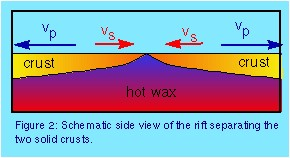 vp vs vs vp
crust crust
hot wax
Figure 2: Schematic side view of the rift separating the
two solid crusts.